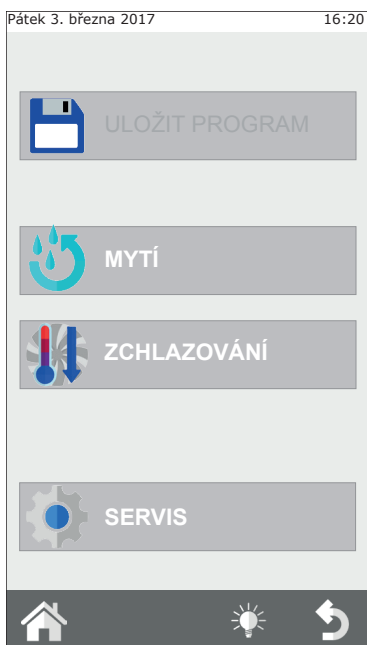 Pátek 3. března 2017 16:20
ULOŽIT PROGRAM
MYTÍ
ZCHLAZOVÁNÍ
SERVIS